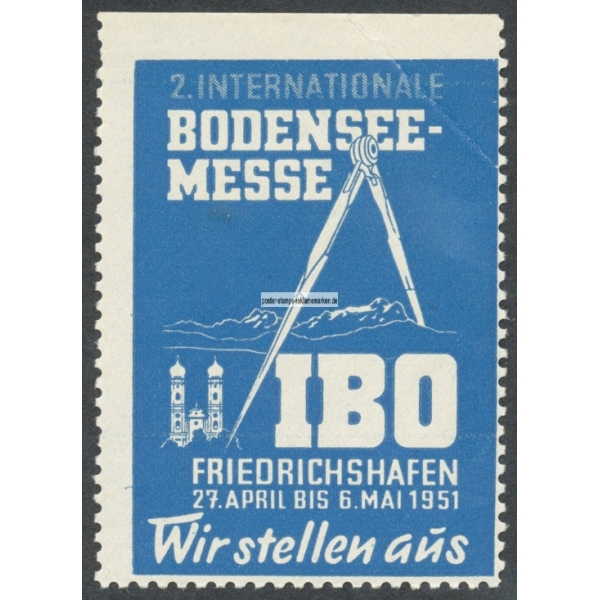 2. INTERNATIONALE
BODENSEE-
MESSE
poster-stamps-reklamemarken.de
IBO
FRIEDRICHSHAFEN
27. APRIL BIS 6. MAI 1951
Wir stellen aus